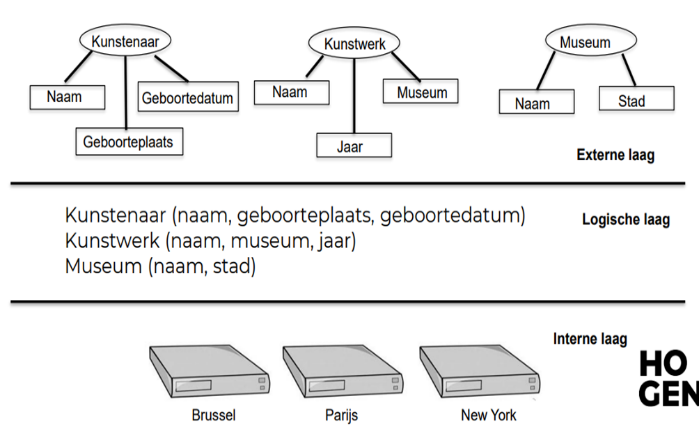 Kunstenaar
Kunstwerk
Museum
Naam
Geboortedatum
Geboorteplaats
Naam
Museum
Jaar
Naam
Stad
Externe laag
Kunstenaar (naam, geboorteplaats, geboortedatum)
Kunstwerk (naam, museum, jaar)
Museum (naam, stad)
Logische laag
Interne laag
Brussel
Parijs
New York
HO
GEN